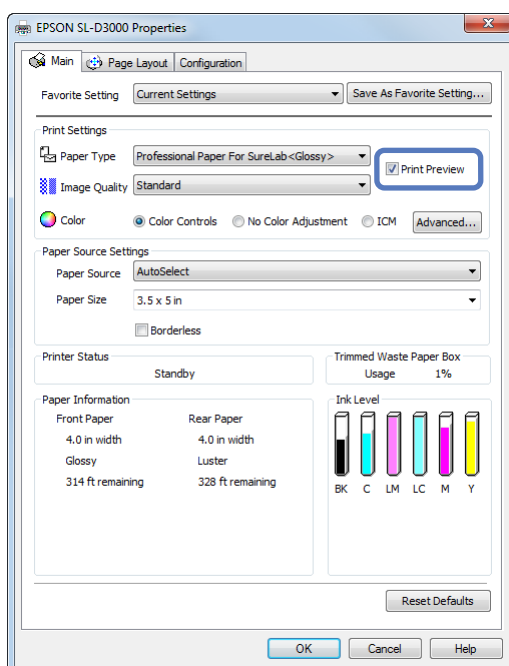 EPSON SL-D3000 Properties
Main Page Layout Configuration
Favorite Setting Current Settings Save As Favorite Setting...
Print Settings
Paper Type Professional Paper For SureLab<Glossy> Print Preview
Image Quality Standard
Color Color Controls No Color Adjustment ICM Advanced...
Paper Source Settings
Paper Source AutoSelect
Paper Size 3.5 x 5 in
Borderless
Printer Status Trimmed Waste Paper Box
Standby Usage 1%
Paper Information Ink Level
Front Paper Rear Paper
4.0 in width 4.0 in width
Glossy Luster
314 ft remaining 328 ft remaining
BK C LM LC M Y
Reset Defaults
OK Cancel Help